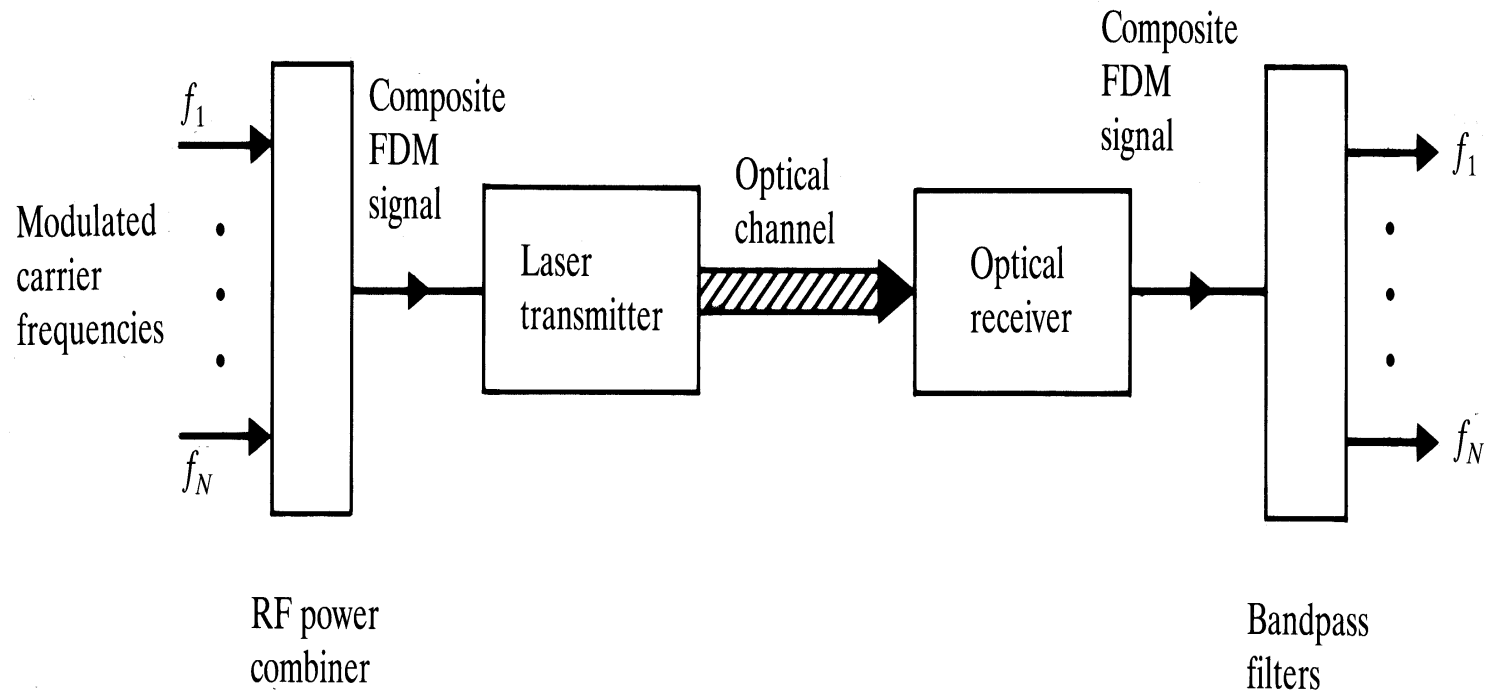 Modulated
carrier
frequencies
f1
fN
RF power
combiner
Composite
FDM
signal
Laser
transmitter
Optical
channel
Optical
receiver
Composite
FDM
signal
Bandpass
filters
f1
fN